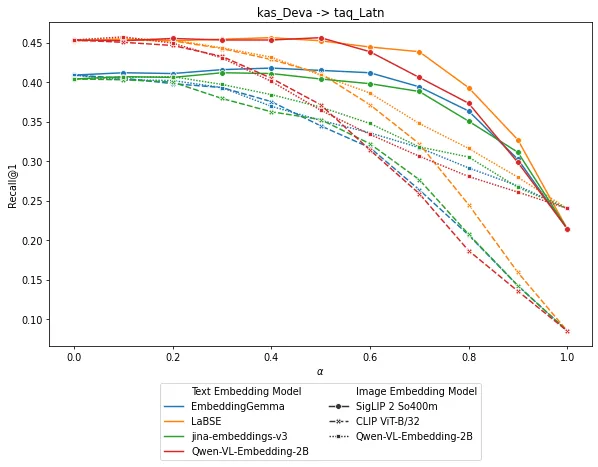 kas_Deva -> taq_Latn
Recall@1
0.45
0.40
0.35
0.30
0.25
0.20
0.15
0.10
0.0
0.2
0.4
0.6
0.8
1.0
α
Text Embedding Model
EmbeddingGemma
LaBSE
jina-embeddings-v3
Qwen-VL-Embedding-2B
Image Embedding Model
SigLIP 2 So400m
CLIP ViT-B/32
Qwen-VL-Embedding-2B